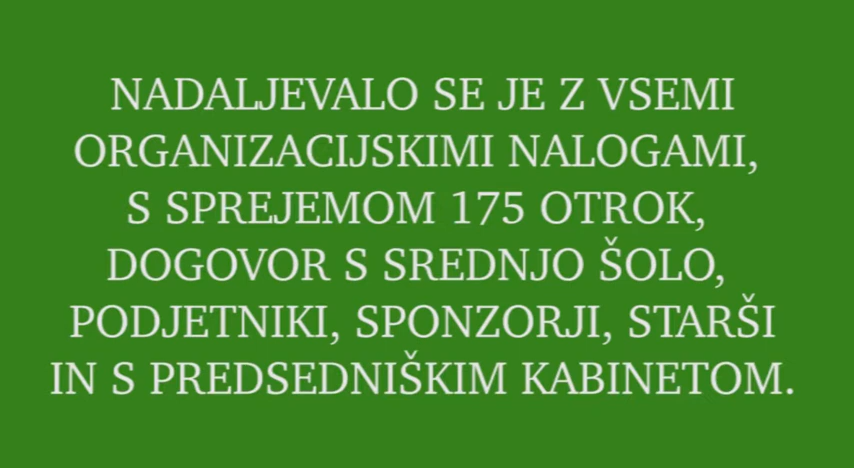 NADALJEVALO SE JE Z VSEMI
ORGANIZACIJSKIMI NALOGAMI,
S SPREJEMOM 175 OTROK,
DOGOVOR S SREDNJO ŠOLO,
PODJETNIKI, SPONZORJI, STARŠI
IN S PREDSEDNIŠKIM KABINETOM.